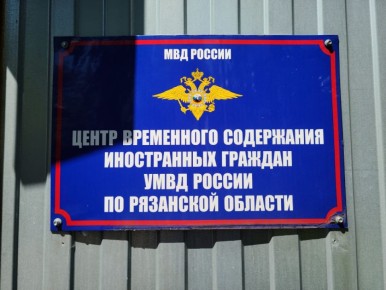 МВД РОССИИ
ЦЕНТР ВРЕМЕННОГО СОДЕРЖАНИЯ
ИНОСТРАННЫХ ГРАЖДАН
УМВД РОССИИ
ПО РЯЗАНСКОЙ ОБЛАСТИ